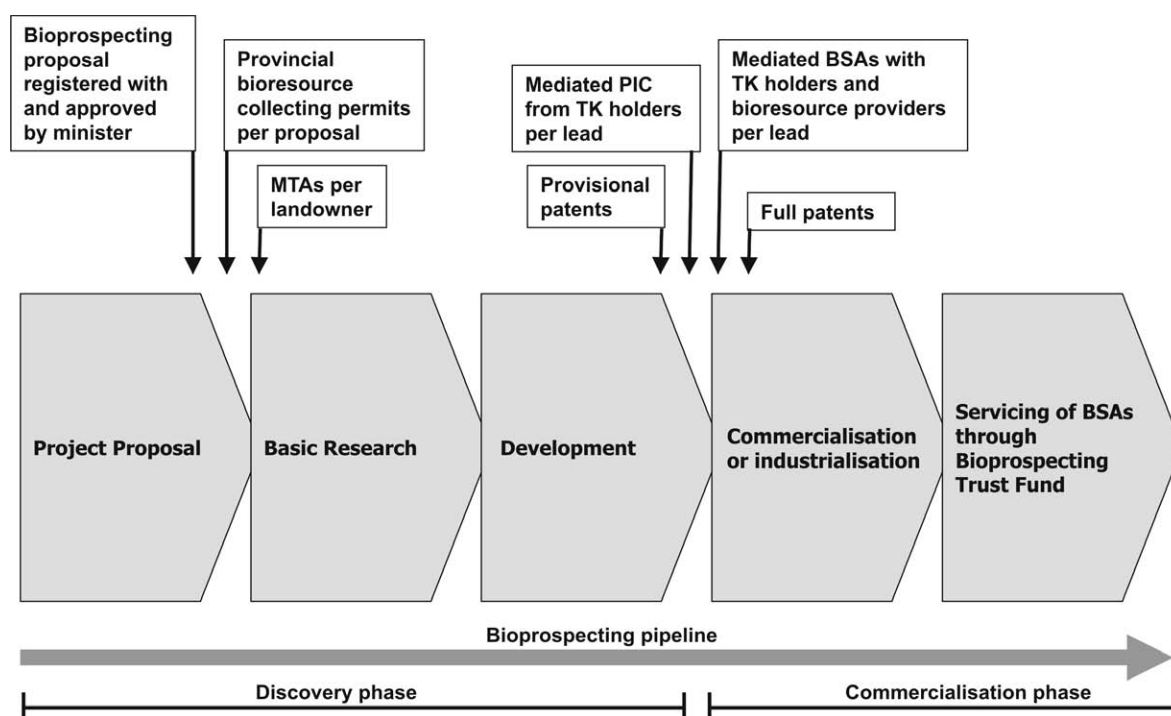 Bioprospecting
proposal
registered with
and approved
by minister
Provincial
bioresource
collecting permits
per proposal
MTAs per
landowner
Mediated PIC
from TK holders
per lead
Provisional
patents
Mediated BSAs with
TK holders and
bioresource providers
per lead
Full patents
Project Proposal
Basic Research
Development
Commercialisation
or industrialisation
Servicing of BSAs
through
Bioprospecting
Trust Fund
Bioprospecting pipeline
Discovery phase
Commercialisation phase